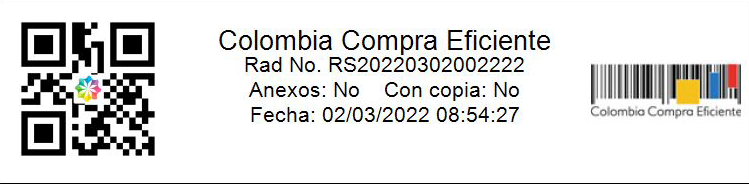 Colombia Compra Eficiente
Rad No. RS20220302002222
Anexos: No Con copia: No
Fecha: 02/03/2022 08:54:27
Colombia Compra Eficiente